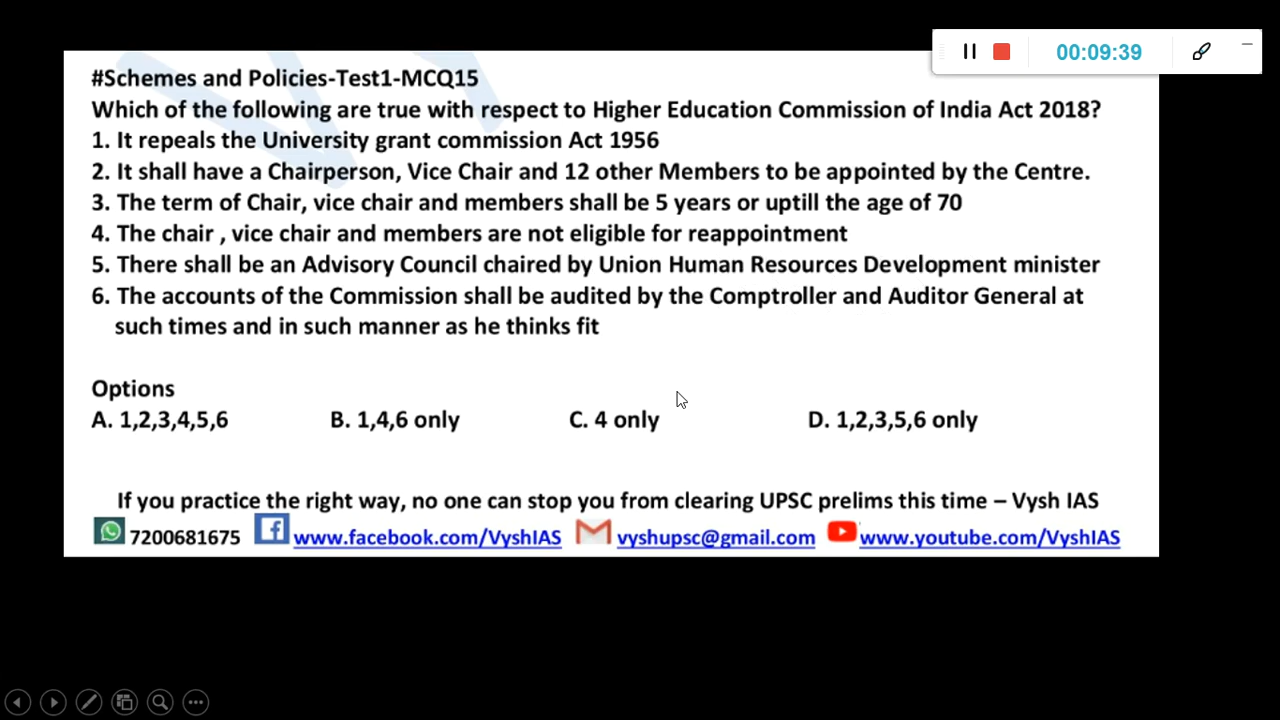 00:09:39
#Schemes and Policies-Test1-MCQ15
Which of the following are true with respect to Higher Education Commission of India Act 2018?
1. It repeals the University grant commission Act 1956
2. It shall have a Chairperson, Vice Chair and 12 other Members to be appointed by the Centre.
3. The term of Chair, vice chair and members shall be 5 years or uptill the age of 70
4. The chair , vice chair and members are not eligible for reappointment
5. There shall be an Advisory Council chaired by Union Human Resources Development minister
6. The accounts of the Commission shall be audited by the Comptroller and Auditor General at
such times and in such manner as he thinks fit
Options
A. 1,2,3,4,5,6 B. 1,4,6 only C. 4 only D. 1,2,3,5,6 only
If you practice the right way, no one can stop you from clearing UPSC prelims this time – Vysh IAS
7200681675 www.facebook.com/VyshIAS vyshupsc@gmail.com www.youtube.com/VyshIAS